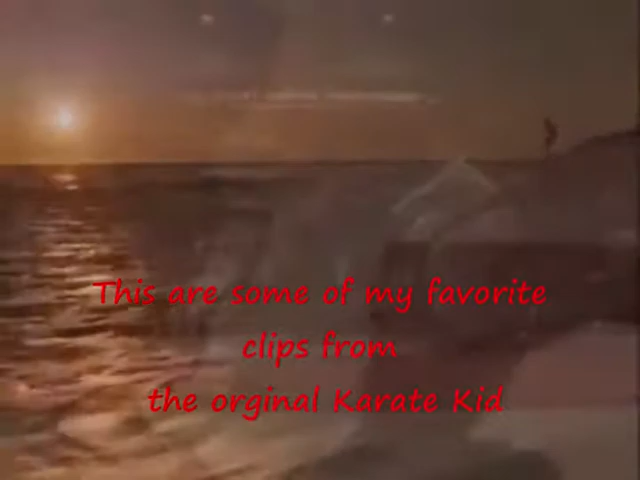 This are some of my favorite
clips from
the orginal Karate Kid